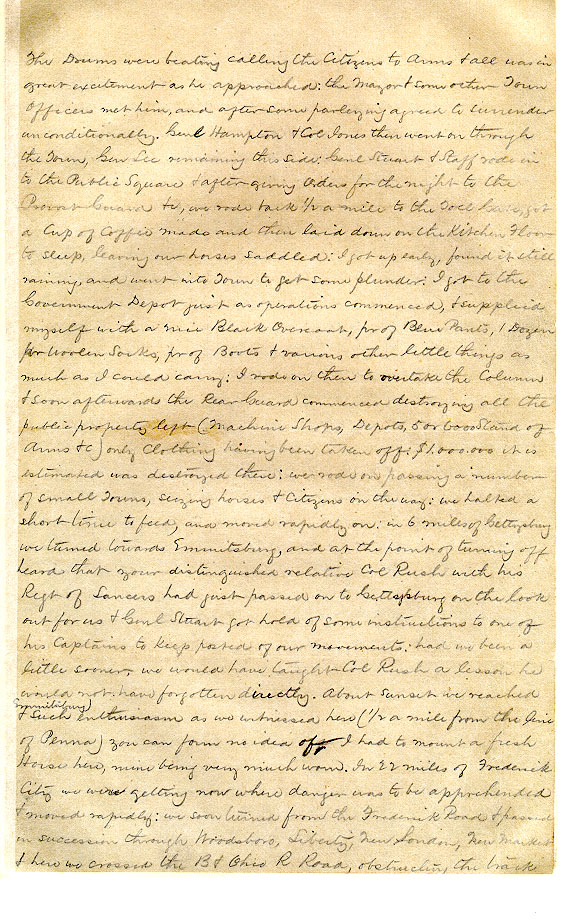 The Drums were beating calling the Citizens to Arms & all was in
great excitement as he approached: the Mayor & some other Town
Officers met him, and after some parleying agreed to surrender
unconditionally. Genl Hampton & Col Jones then went on through
the Town, Gen Lee remaining this side: Genl Stuart & Staff rode in
to the Public Square & after giving Orders for the night to the
Provost Guard &c, we rode back 1/2 a mile to the Toll Gate, got
a Cup of Coffee made and then laid down on the Kitchen Floor
to sleep, leaving our horses saddled: I got up early, found it still
raining, and went into Town to get some plunder: I got to the
Government Depot just as operations commenced, & supplied
myself with a nice Black Overcoat, pr of Blue Pants, 1 Dozen
pr Woolen Socks, pr of Boots & various other little things as
much as I could carry: I rode on then to overtake the Column
& soon afterwards the Rear Guard commenced destroying all the
public property left (Machine Shops, Depots, 5 or 6000 Stand of
Arms &c) only clothing having been taken off: $1.000.000 it is
estimated was destroyed there: we rode on passing a number
of small Towns, seizing horses & Citizens on the way: we halted a
short time to feed, and moved rapidly on: in 6 miles of Gettysburg
we turned towards Emmitsburg, and at the point of turning off
heard that your distinguished relative Col Rush with his
Regt of Lancers had just passed on to Gettysburg on the look
out for us & Genl Stuart got hold of some instructions to one of
his Captains to keep posted of our movements: had we been a
little sooner, we would have taught Col Rush a lesson he
would not have forgotten directly. About sunset we reached
Emmitsburg
& Such enthusiasm as we witnessed here (1/2 a mile from the line
of Penna) you can form no idea of I had to mount a fresh
Horse here, mine being very much worn. In 22 miles of Frederick
City we were getting now where danger was to be apprehended
& moved rapidly: we soon turned from the Frederick Road & passed
in succession through Woodsboro, Liberty, New London, New Market
& here we crossed the B & Ohio R Road, obstructing the track